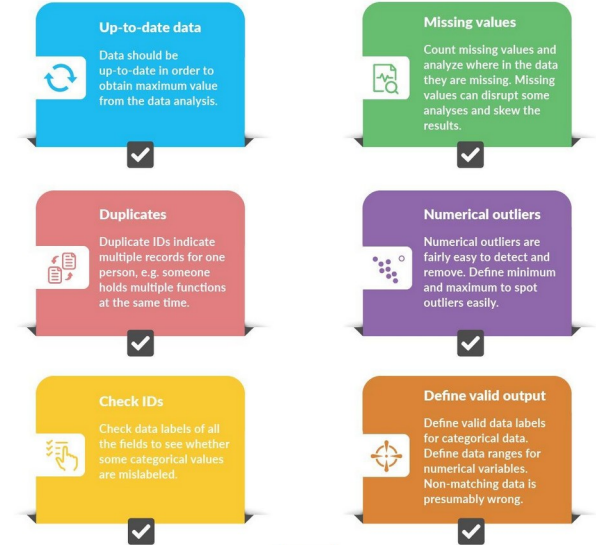 Up-to-date data
Data should be
up-to-date in order to
obtain maximum value
from the data analysis.
Missing values
Count missing values and
analyze where in the data
they are missing. Missing
values can disrupt some
analyses and skew the
results.
Duplicates
Duplicate IDs indicate
multiple records for one
person, e.g. someone
holds multiple functions
at the same time.
Numerical outliers
Numerical outliers are
fairly easy to detect and
remove. Define minimum
and maximum to spot
outliers easily.
Check IDs
Check data labels of all
the fields to see whether
some categorical values
are mislabeled.
Define valid output
Define valid data labels
for categorical data.
Define data ranges for
numerical variables.
Non-matching data is
presumably wrong.